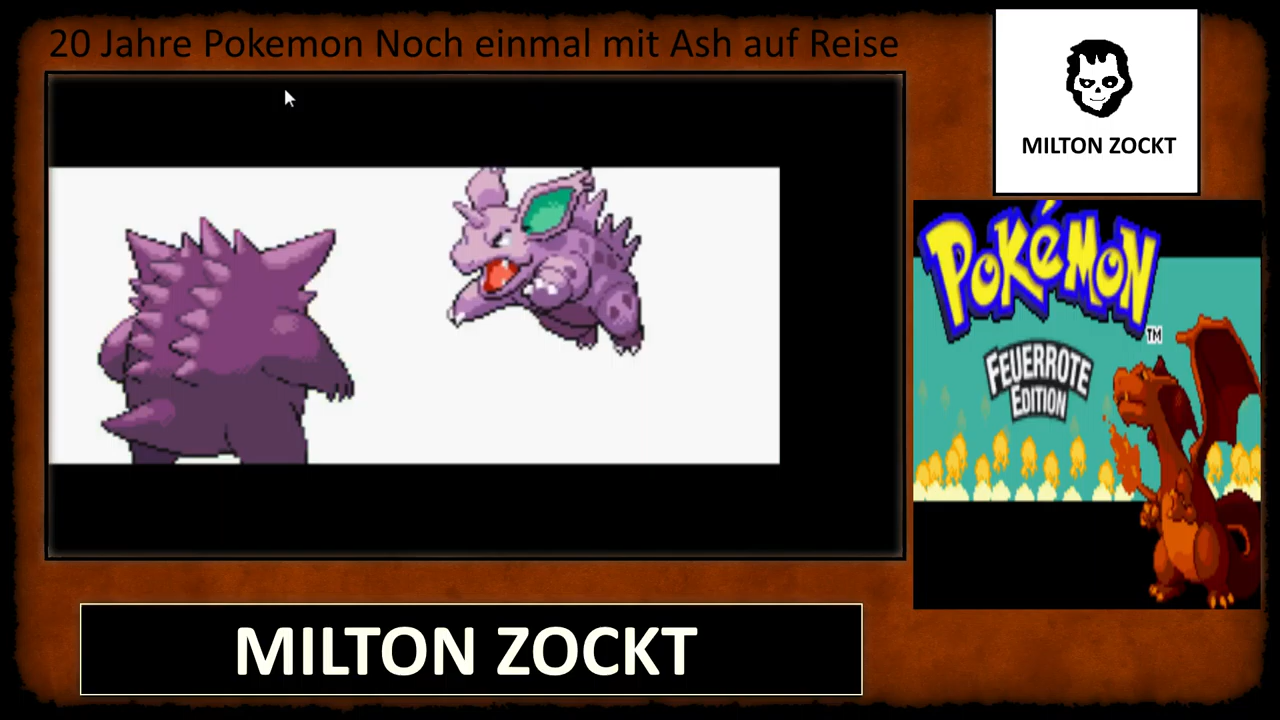 20 Jahre Pokemon Noch einmal mit Ash auf Reise
MILTON ZOCKT
POKéMON
TM
FEUERROTE
EDITION
MILTON ZOCKT